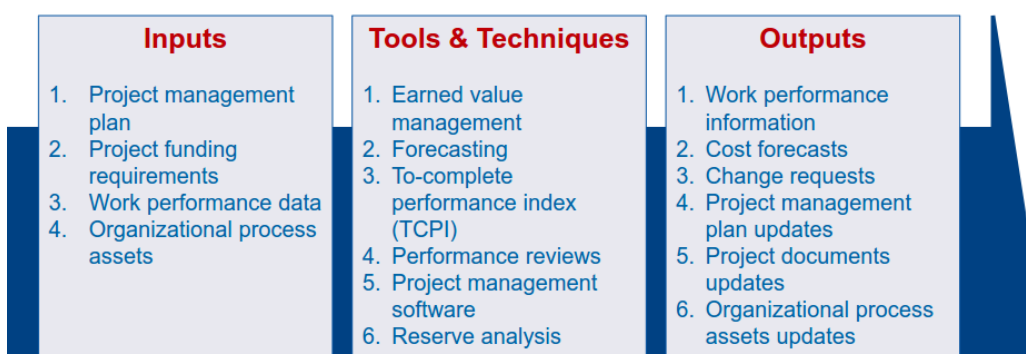 Inputs
1. Project management
plan
2. Project funding
requirements
3. Work performance data
4. Organizational process
assets
Tools & Techniques
1. Earned value
management
2. Forecasting
3. To-complete
performance index
(TCPI)
4. Performance reviews
5. Project management
software
6. Reserve analysis
Outputs
1. Work performance
information
2. Cost forecasts
3. Change requests
4. Project management
plan updates
5. Project documents
updates
6. Organizational process
assets updates